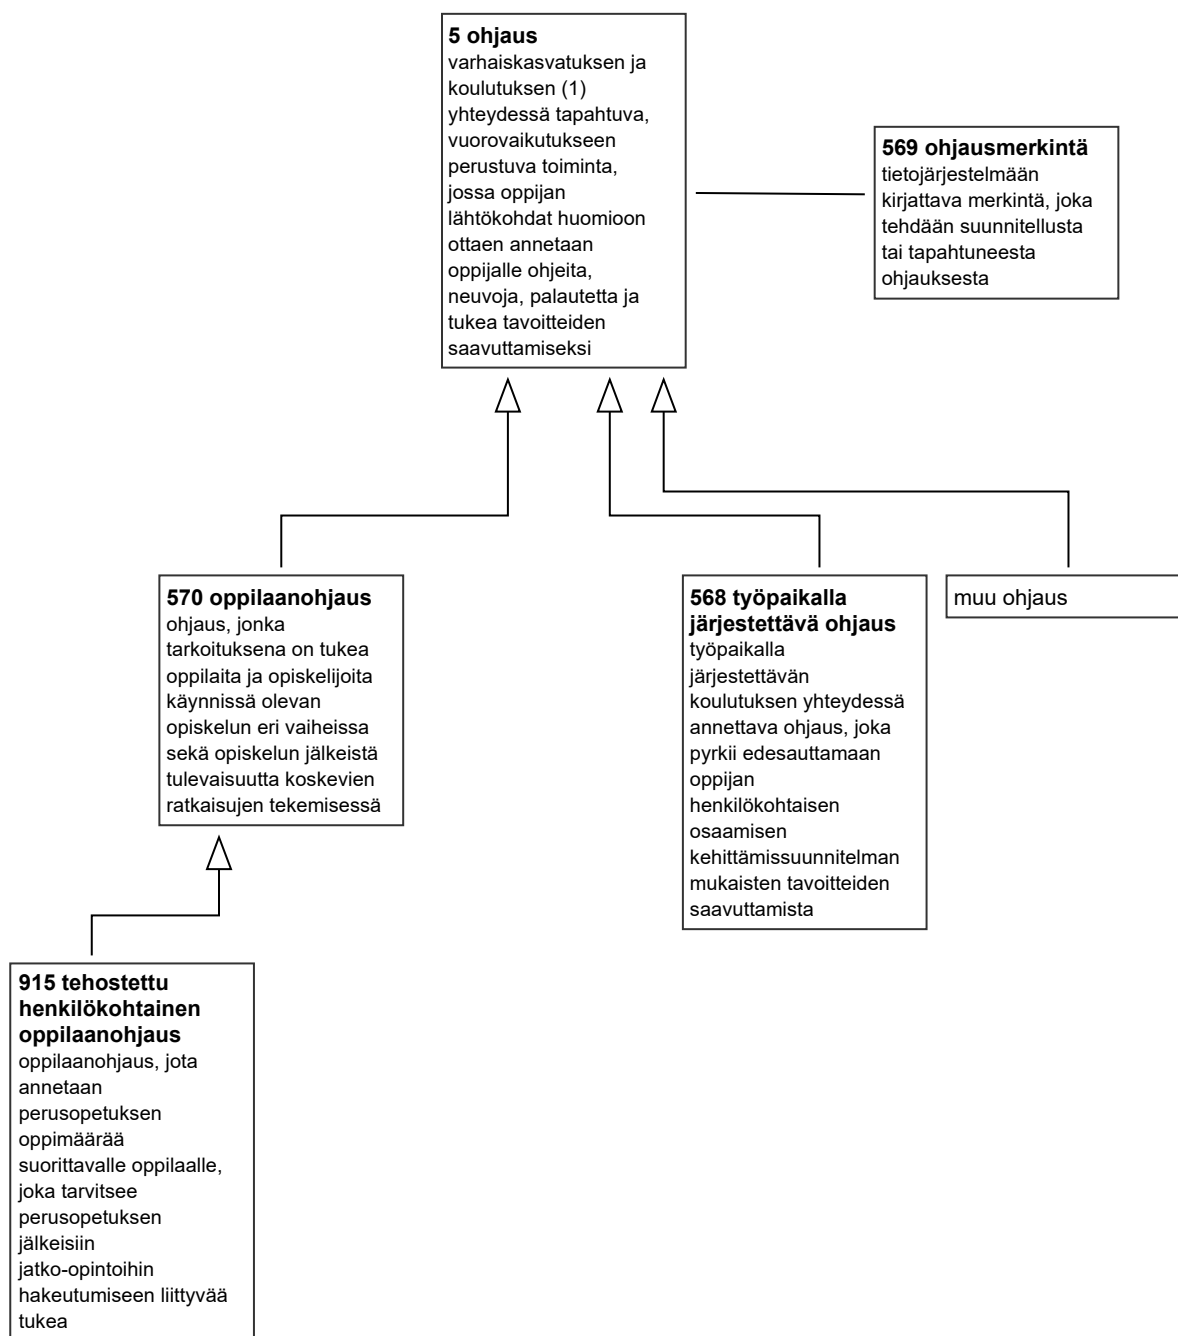 5 ohjaus
varhaiskasvatuksen ja
koulutuksen (1)
yhteydessä tapahtuva,
vuorovaikutukseen
perustuva toiminta,
jossa oppijan
lähtökohdat huomioon
ottaen annetaan
oppijalle ohjeita,
neuvoja, palautetta ja
tukea tavoitteiden
saavuttamiseksi
569 ohjausmerkintä
tietojärjestelmään
kirjattava merkintä, joka
tehdään suunnitellusta
tai tapahtuneesta
ohjauksesta
570 oppilaanohjaus
ohjaus, jonka
tarkoituksena on tukea
oppilaita ja opiskelijoita
käynnissä olevan
opiskelun eri vaiheissa
sekä opiskelun jälkeistä
tulevaisuutta koskevien
ratkaisujen tekemisessä
568 työpaikalla
järjestettävä ohjaus
työpaikalla
järjestettävän
koulutuksen yhteydessä
annettava ohjaus, joka
pyrkii edesauttamaan
oppijan
henkilökohtaisen
osaamisen
kehittämissuunnitelman
mukaisten tavoitteiden
saavuttamista
muu ohjaus
915 tehostettu
henkilökohtainen
oppilaanohjaus
oppilaanohjaus, jota
annetaan
perusopetuksen
oppimäärää
suorittavalle oppilaalle,
joka tarvitsee
perusopetuksen
jälkeisiin
jatko-opintoihin
hakeutumiseen liittyvää
tukea